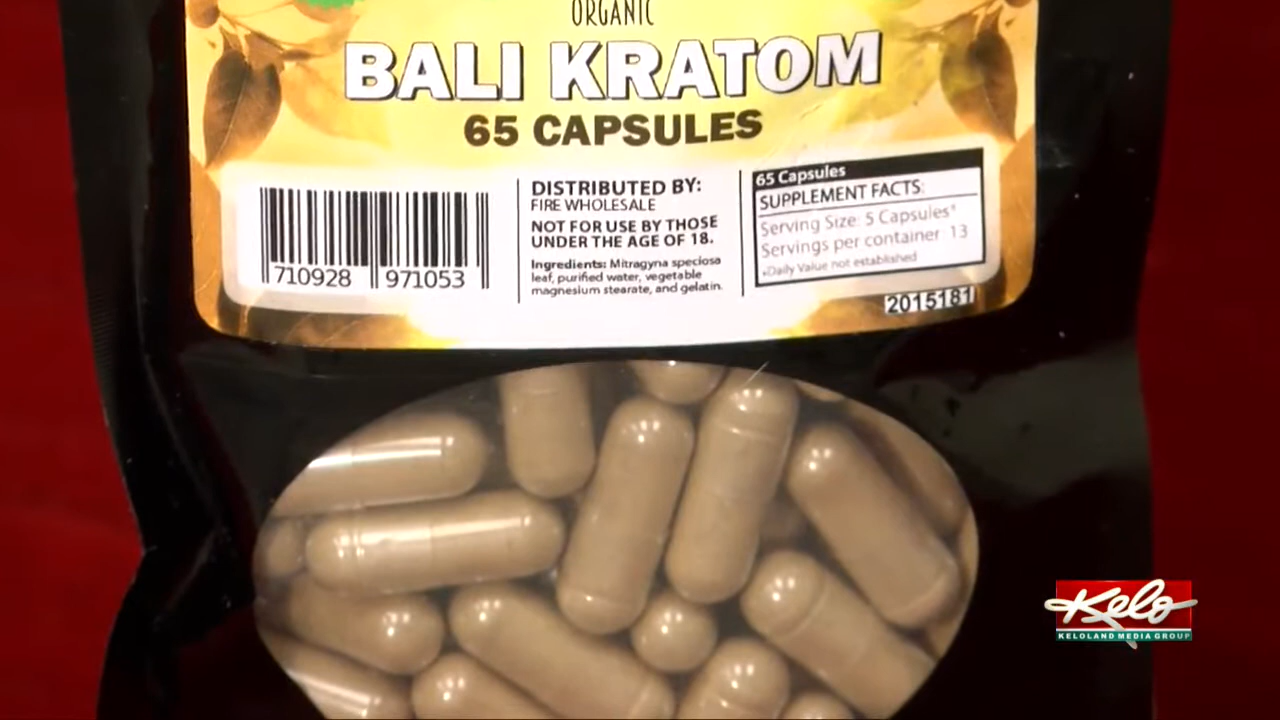 ORGANIC
BALI KRATOM
65 CAPSULES
710928 971053
DISTRIBUTED BY:
FIRE WHOLESALE
NOT FOR USE BY THOSE
UNDER THE AGE OF 18.
Ingredients: Mitragyna speciosa
leaf, purified water, vegetable
magnesium stearate, and gelatin.
65 Capsules
SUPPLEMENT FACTS:
Serving Size: 5 Capsules*
Servings per container: 13
*Daily Value not established
2015181
Kelo
KELOLAND MEDIA GROUP